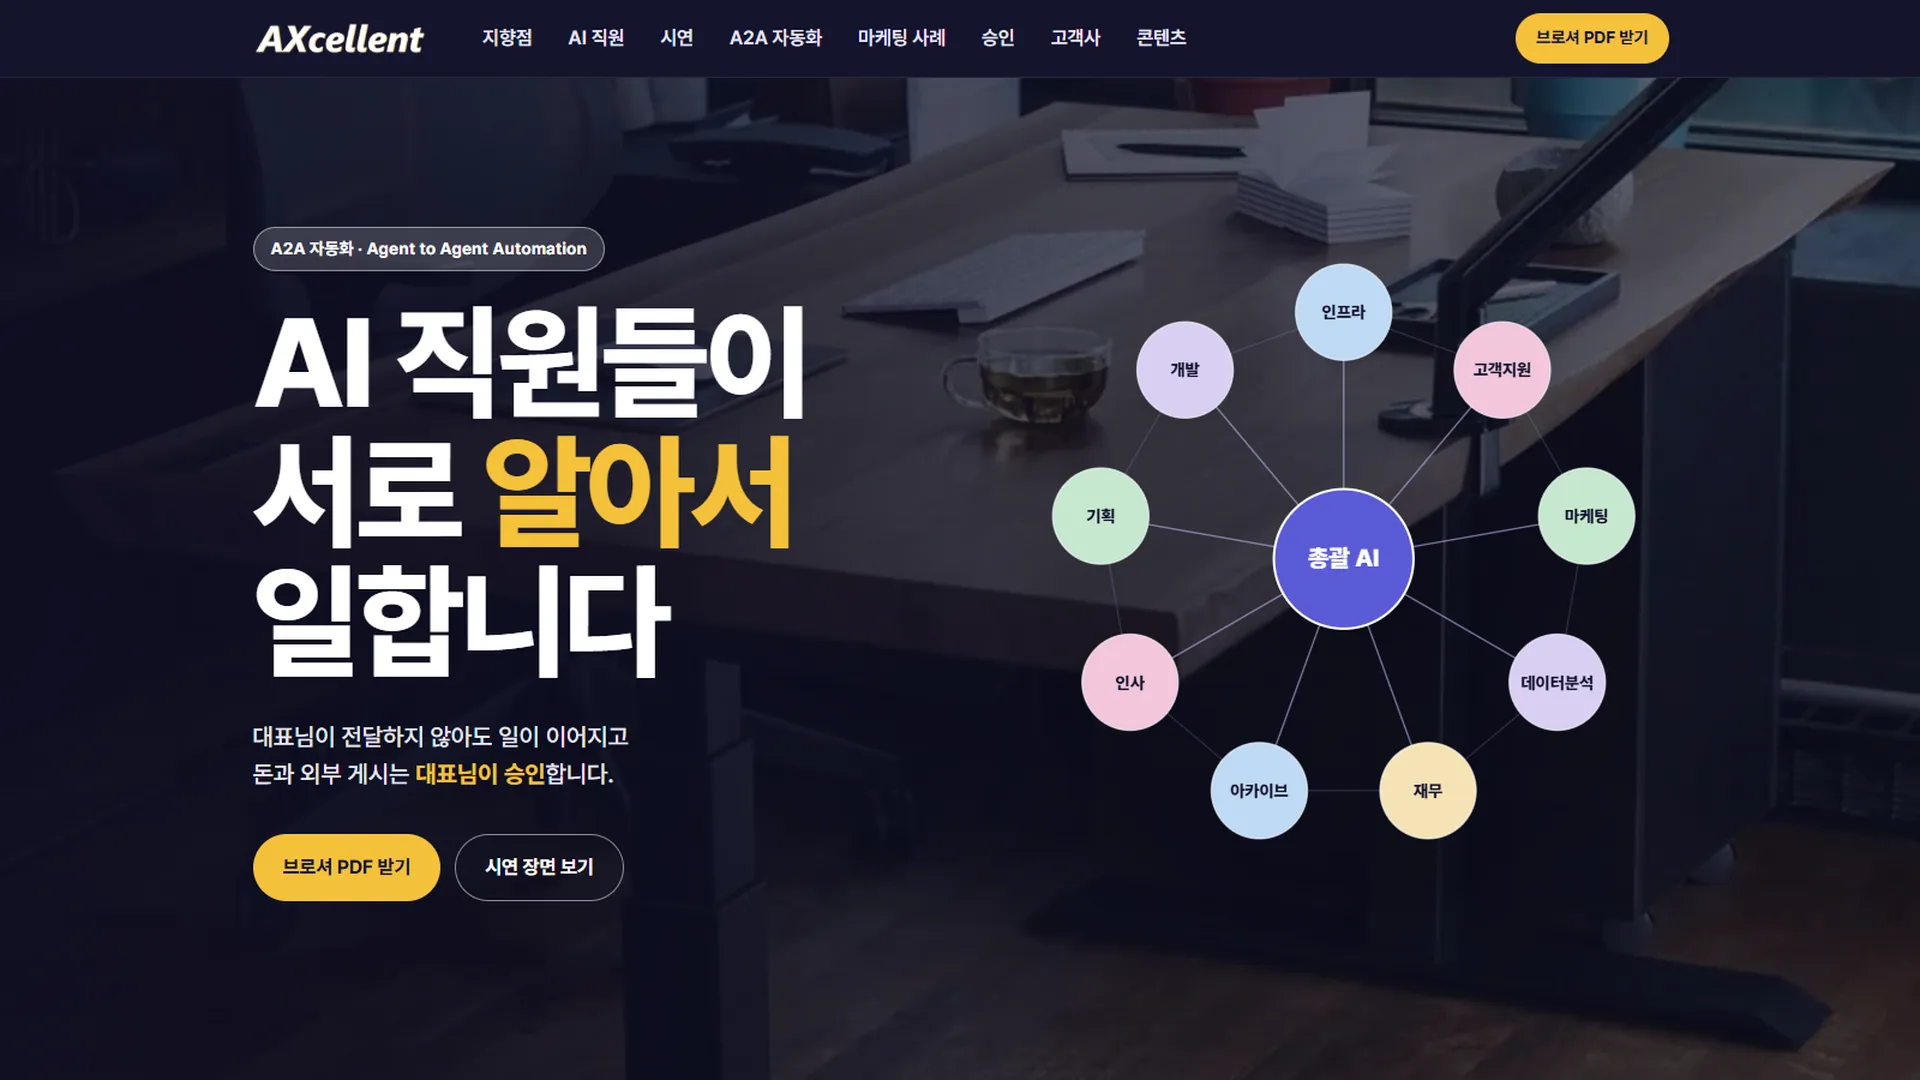 AXcellent
지향점
AI 직원
시연
A2A 자동화
마케팅 사례
승인
고객사
콘텐츠
브로셔 PDF 받기
A2A 자동화 · Agent to Agent Automation
AI 직원들이
서로 알아서
일합니다
대표님이 전달하지 않아도 일이 이어지고
돈과 외부 게시는 대표님이 승인합니다.
브로셔 PDF 받기
시연 장면 보기
인프라
개발
고객지원
기획
마케팅
총괄 AI
인사
데이터분석
아카이브
재무